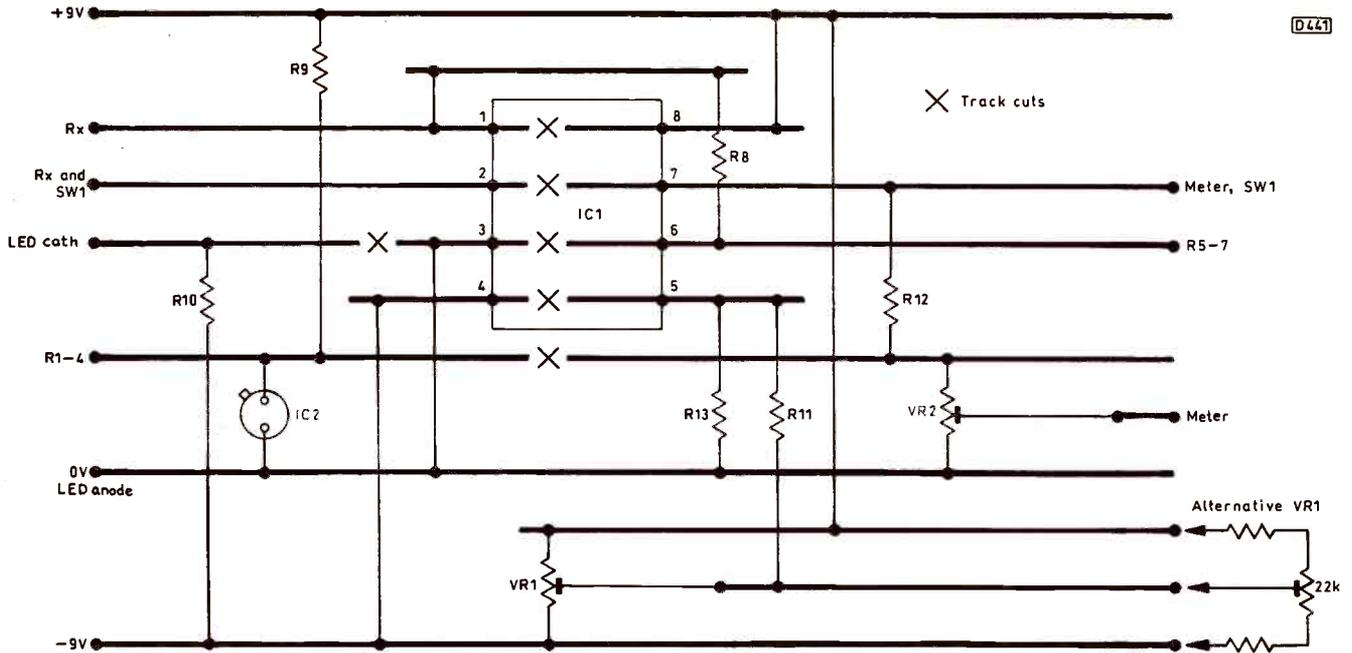 +9V
D441
R9
Track cuts
Rx
1
8
R8
Rx and
SW1
2
7
Meter, SW1
IC1
LED cath
3
6
R5-7
R10
4
5
R12
R1-4
IC2
R13
R11
VR2
Meter
0V
LED anode
Alternative VR1
VR1
22k
-9V